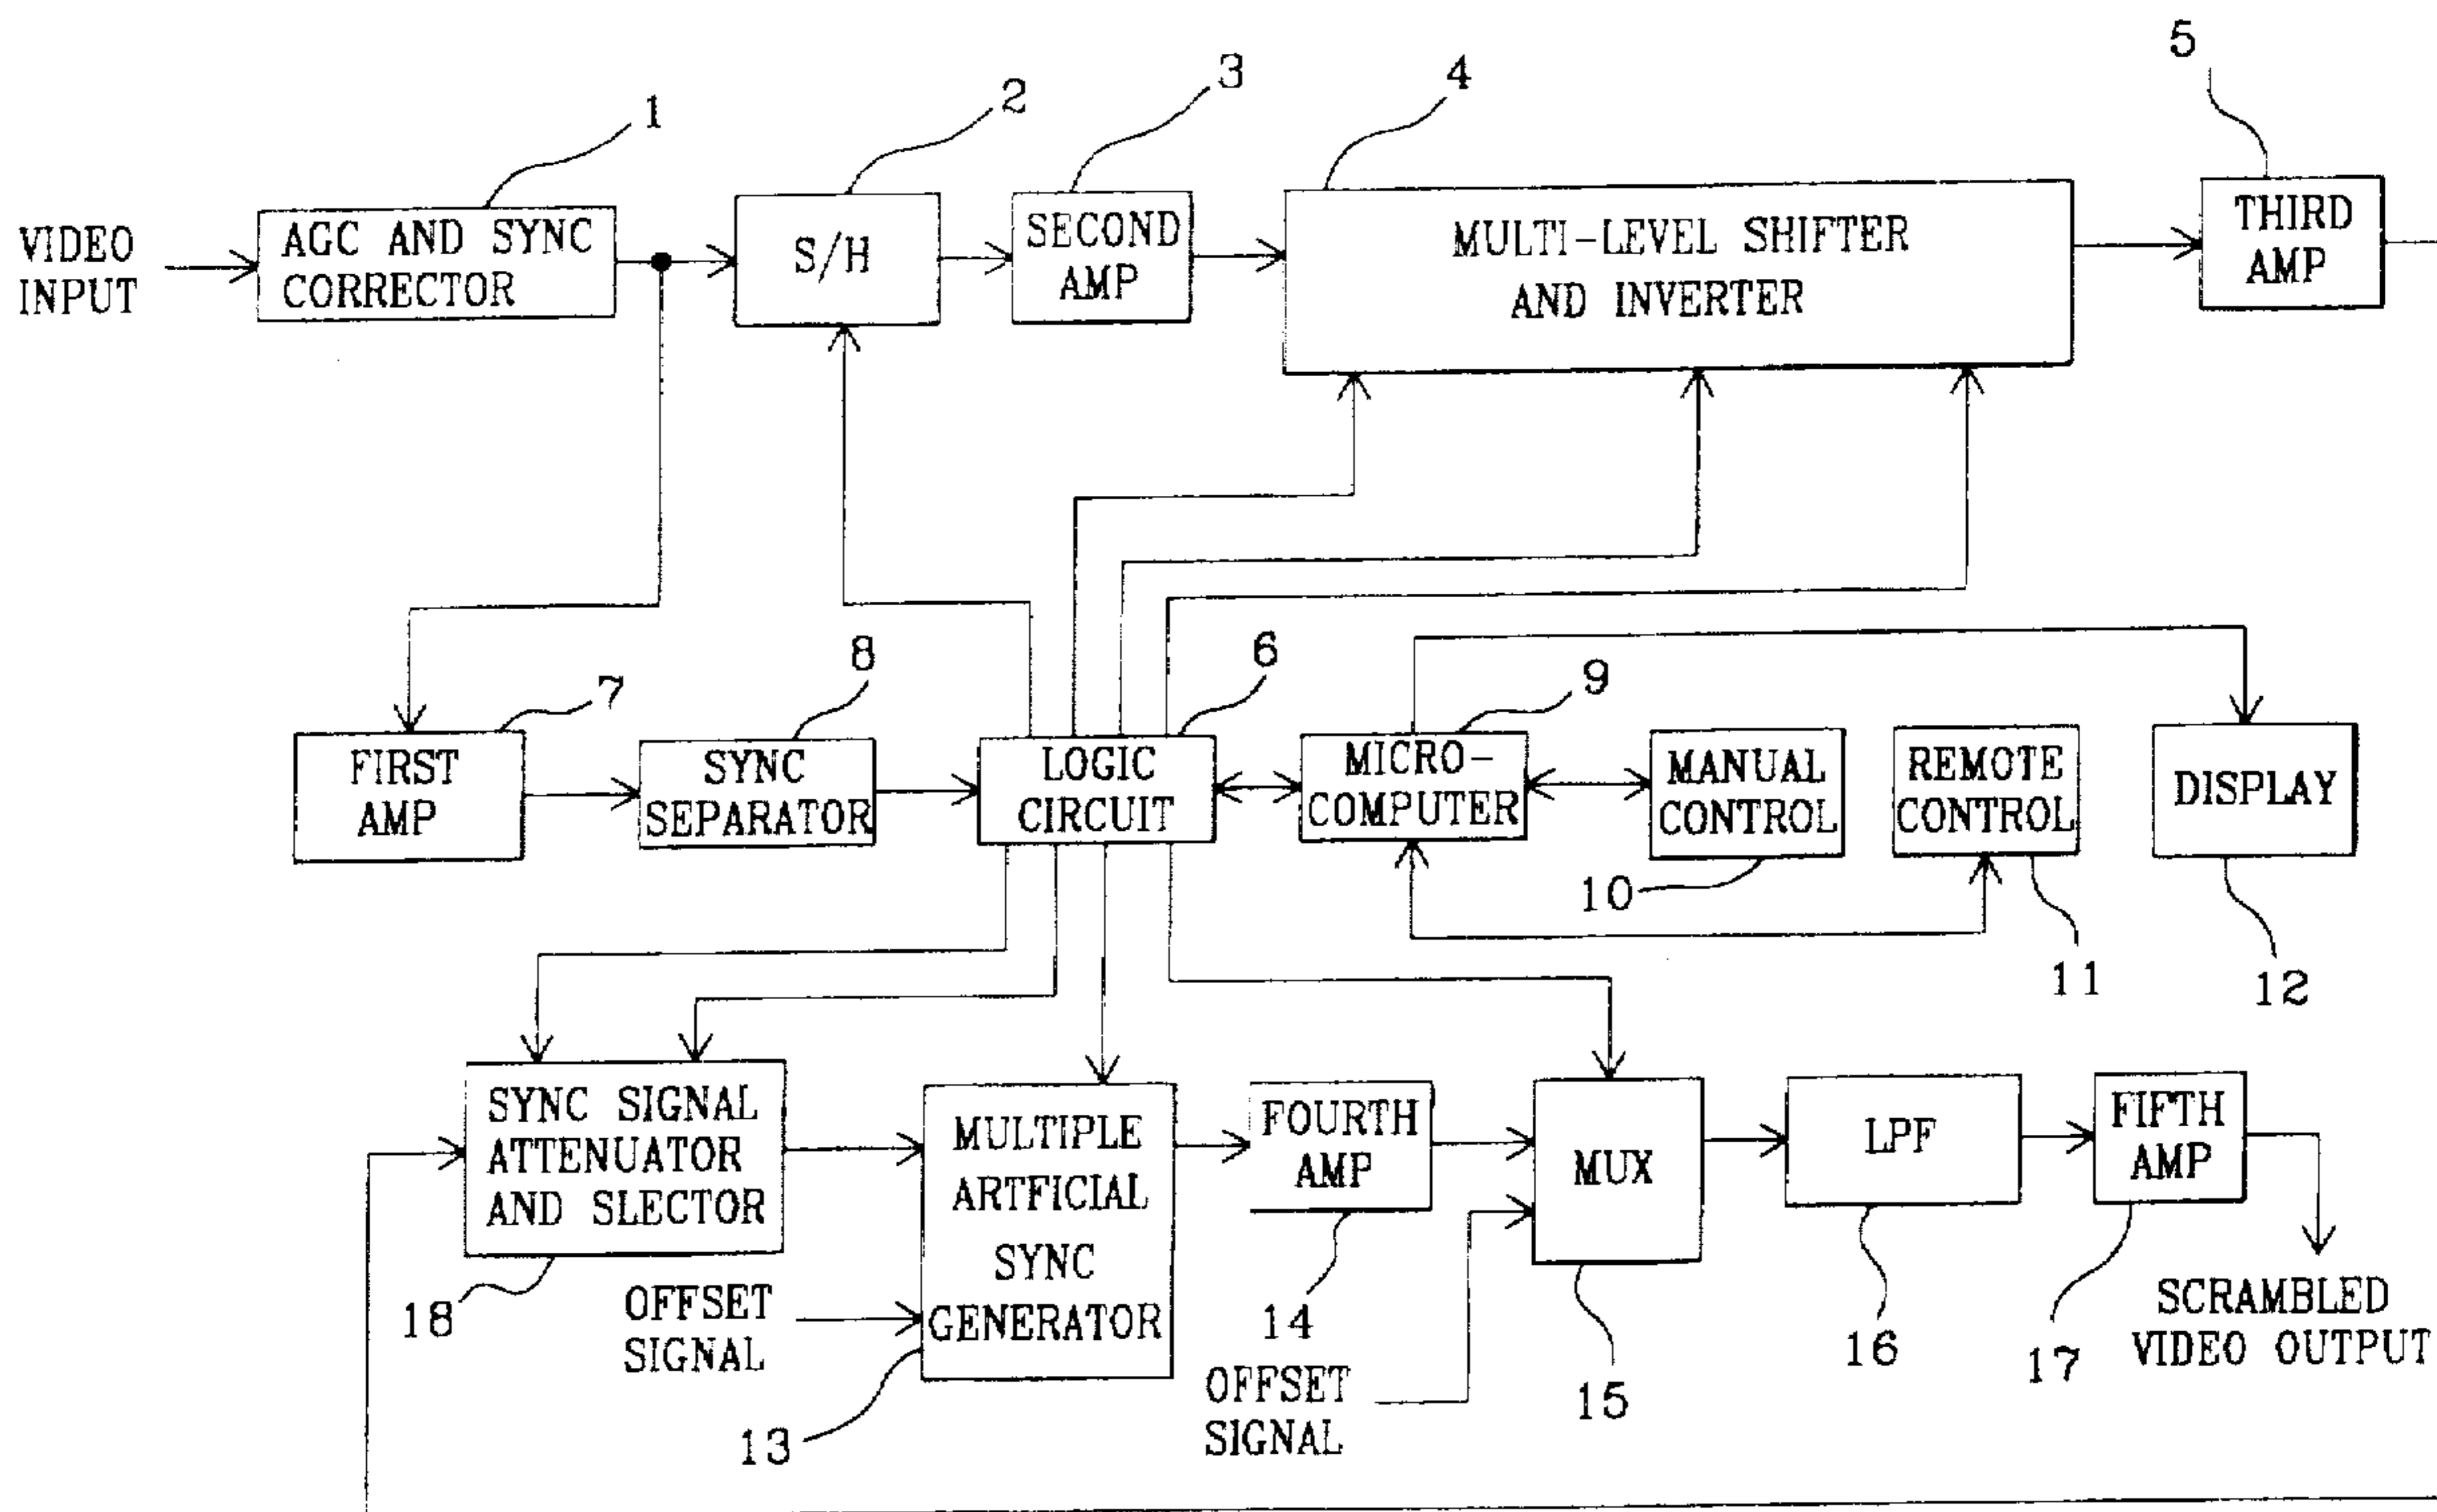 5
4
3
2
1
VIDEO
INPUT
AGC AND SYNC
CORRECTOR
S/H
SECOND
AMP
MULTI-LEVEL SHIFTER
AND INVERTER
THIRD
AMP
7
8
6
9
FIRST
AMP
SYNC
SEPARATOR
LOGIC
CIRCUIT
MICRO-
COMPUTER
MANUAL
CONTROL
REMOTE
CONTROL
DISPLAY
10
11
12
SYNC SIGNAL
ATTENUATOR
AND SLECTOR
MULTIPLE
ARTFICIAL
SYNC
GENERATOR
FOURTH
AMP
MUX
LPF
FIFTH
AMP
18
OFFSET
SIGNAL
13
14
OFFSET
SIGNAL
15
16
17
SCRAMBLED
VIDEO OUTPUT